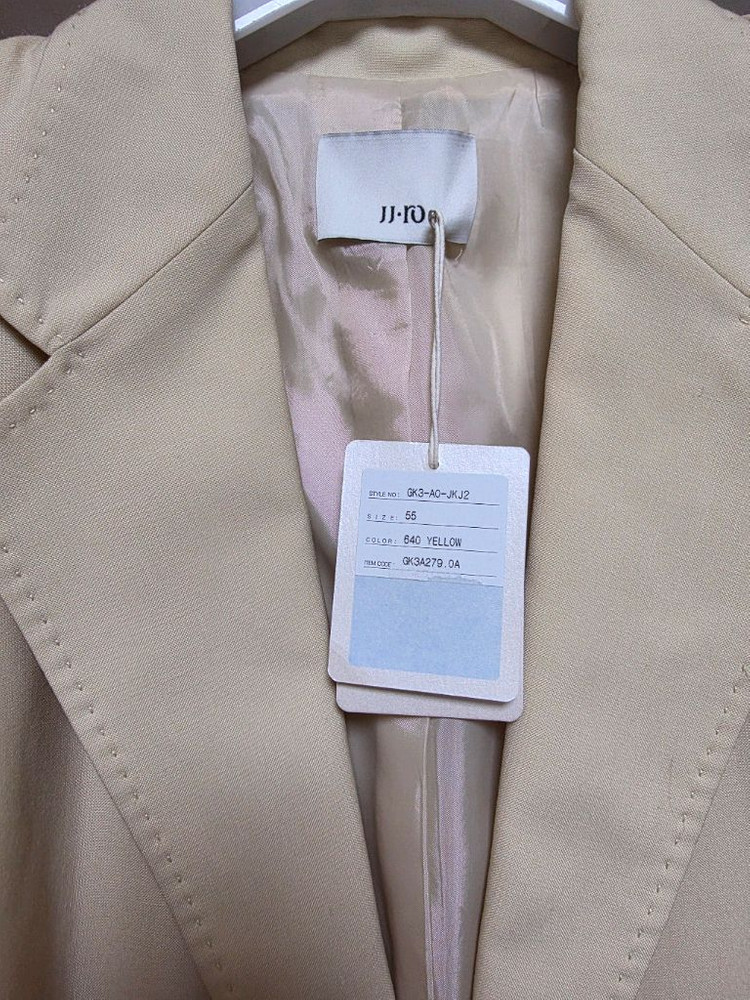 JJ·ro
STYLE NO: GK3-AO-JKJ2
SIZE: 55
COLOR: 640 YELLOW
ITEM CODE: GK3A279.0A